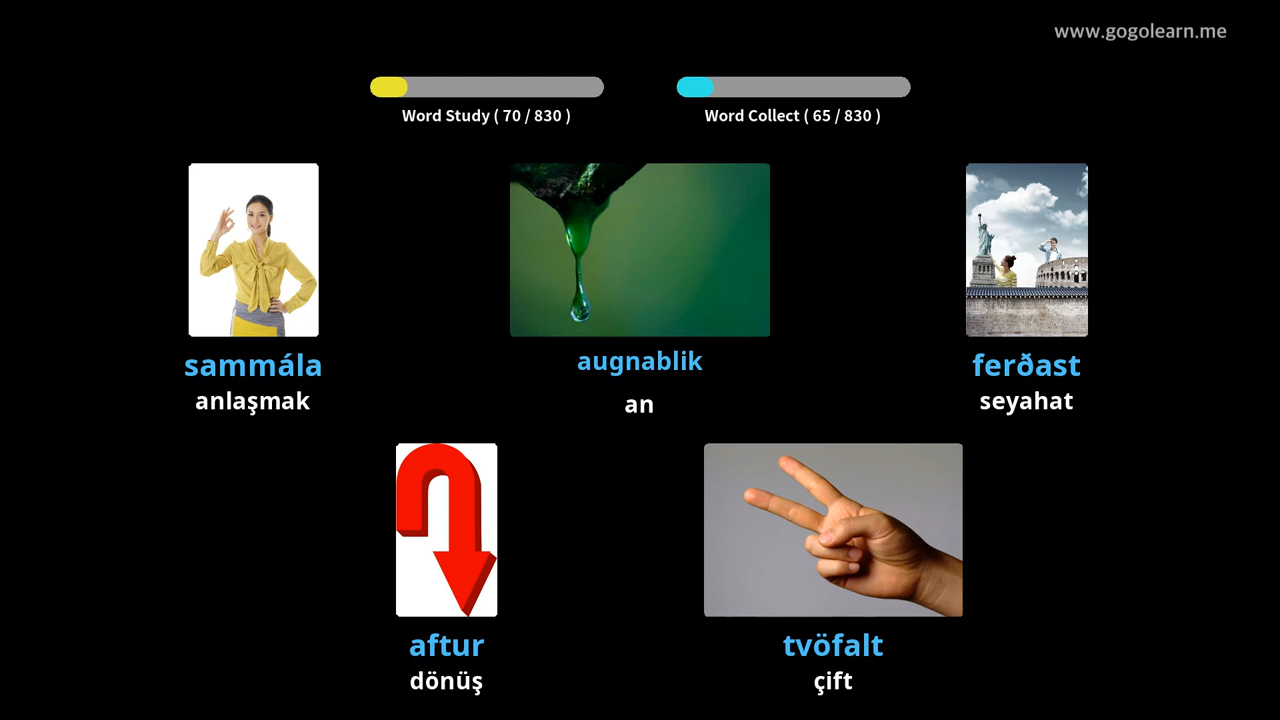 www.gogolearn.me
Word Study ( 70 / 830 )
Word Collect ( 65 / 830 )
sammála
anlaşmak
augnablik
an
ferðast
seyahat
aftur
dönüş
tvöfalt
çift